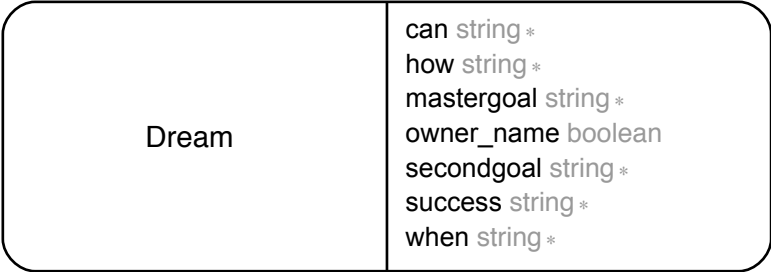 Dream
can string *
how string *
mastergoal string *
owner_name boolean
secondgoal string *
success string *
when string *